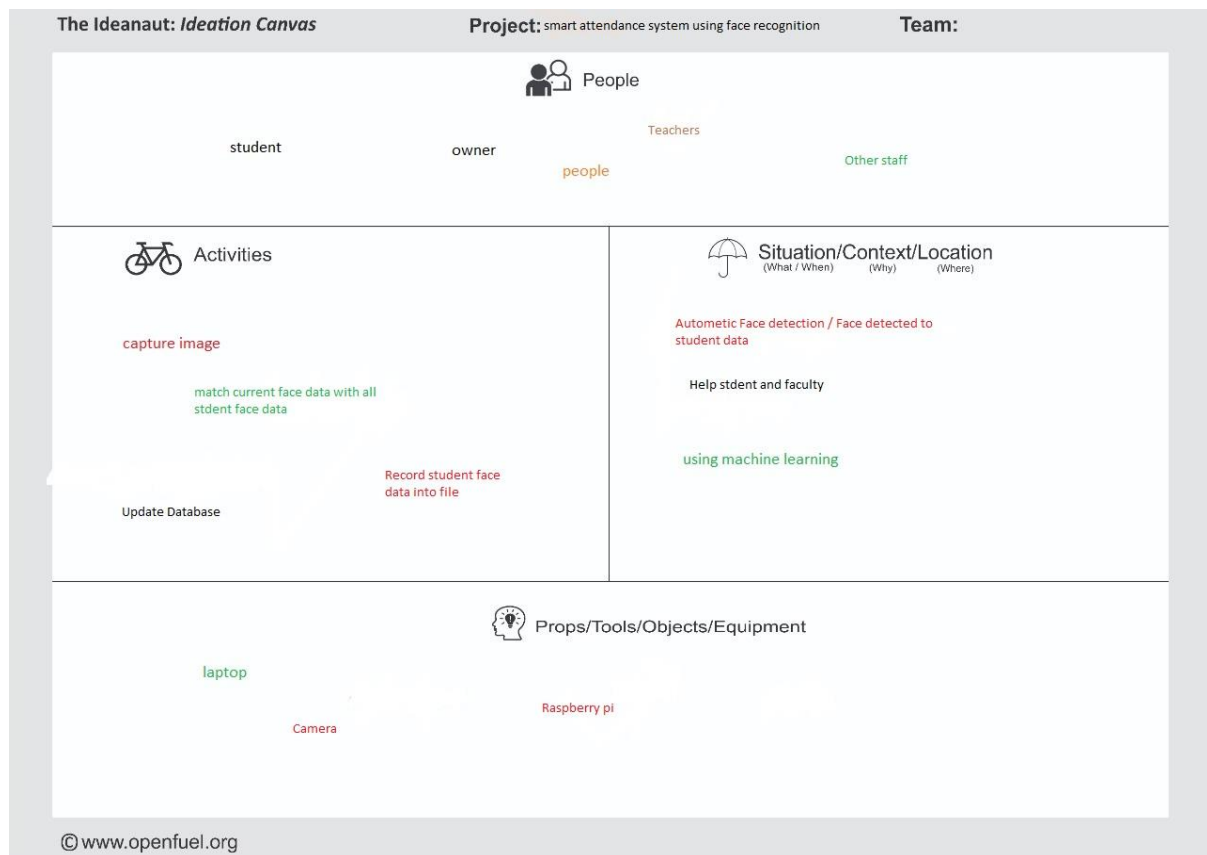 The Ideanaut: Ideation Canvas
Project: smart attendance system using face recognition
Team:
People
Teachers
student
owner
Other staff
people
Activities
capture image
match current face data with all
stdent face data
Record student face
data into file
Update Database
Situation/Context/Location
(What / When) (Why) (Where)
Autometic Face detection / Face detected to
student data
Help stdent and faculty
using machine learning
Props/Tools/Objects/Equipment
laptop
Raspberry pi
Camera
©www.openfuel.org